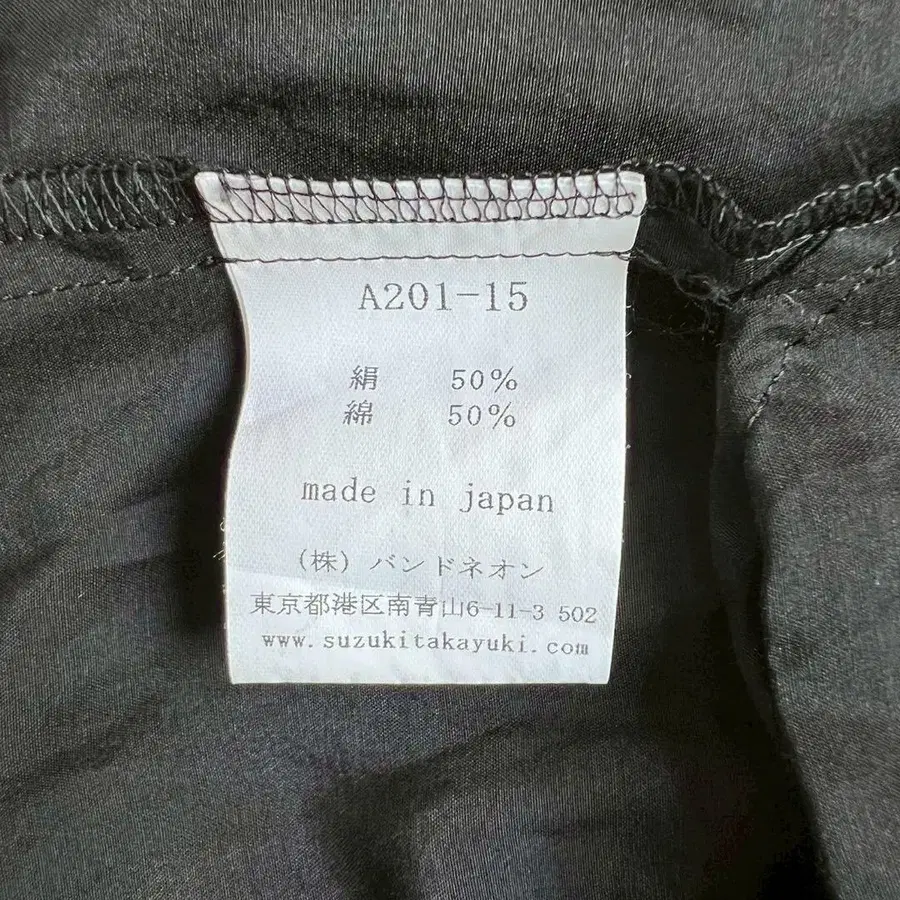 A201-15
絹 50%
綿 50%
made in japan
(株) バンドネオン
東京都港区南青山6-11-3 502
www.suzukitakayuki.com